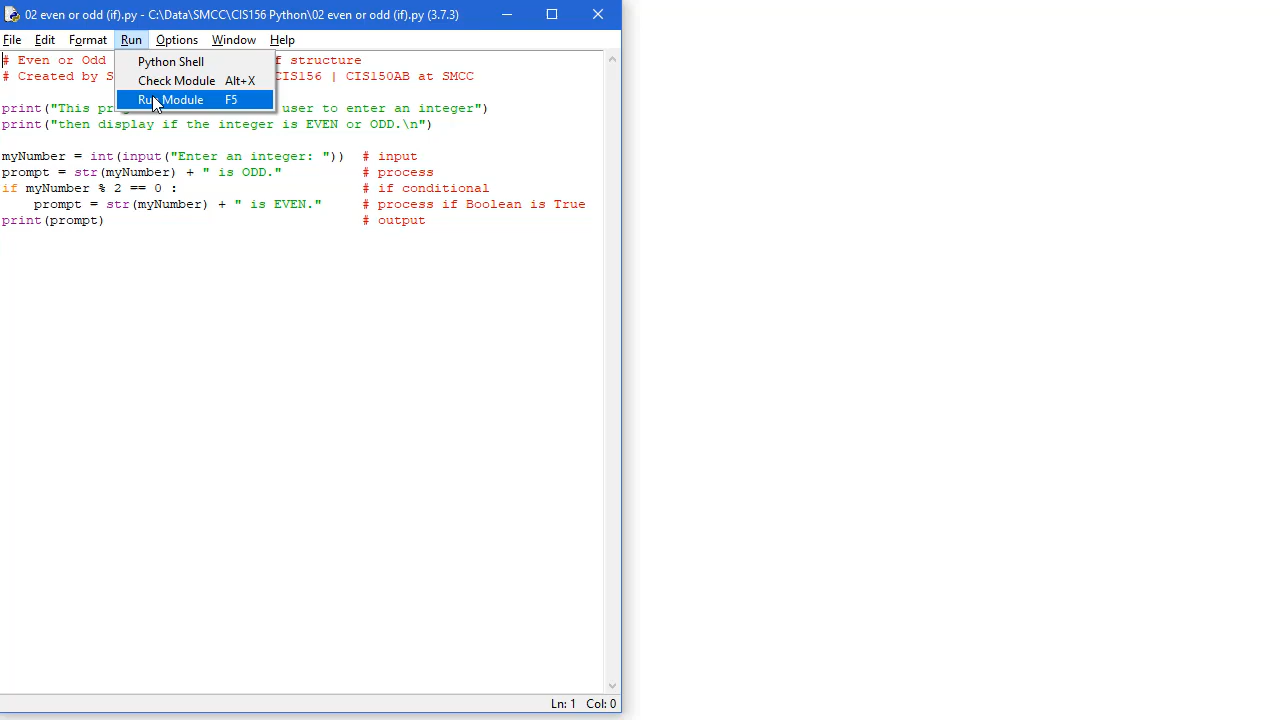 02 even or odd (if).py - C:\Data\SMCC\CIS156 Python\02 even or odd (if).py (3.7.3)
File Edit Format Run Options Window Help
# Even or Odd f structure
# Created by S CIS156 | CIS150AB at SMCC
Python Shell
Check Module Alt+X
Run Module F5
print("This pr user to enter an integer")
print("then display if the integer is EVEN or ODD.\n")
myNumber = int(input("Enter an integer: ")) # input
prompt = str(myNumber) + " is ODD." # process
if myNumber % 2 == 0 : # if conditional
prompt = str(myNumber) + " is EVEN." # process if Boolean is True
print(prompt) # output
Ln: 1 Col: 0